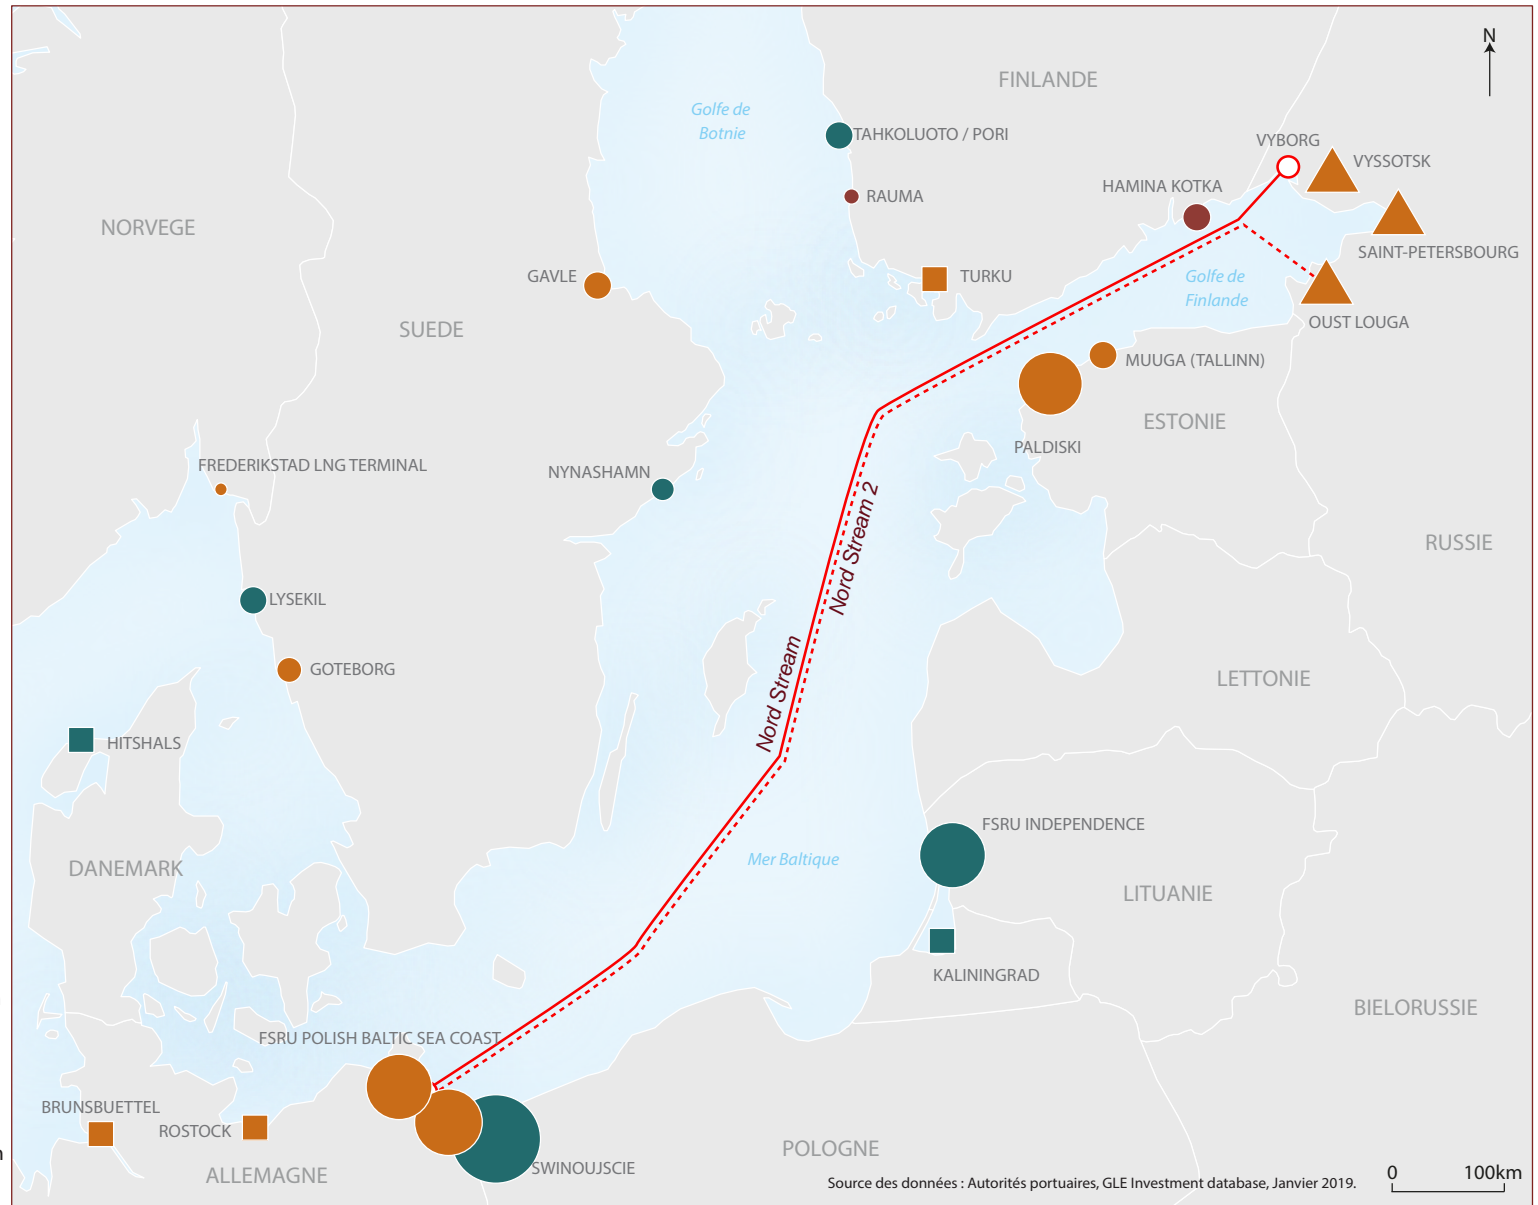 N
FINLANDE
Golfe de
Botnie
TAHKOLUOTO / PORI
VYBORG
VYSSOTSK
HAMINA KOTKA
RAUMA
NORVEGE
SAINT-PETERSBOURG
GAVLE
TURKU
Golfe de
Finlande
SUEDE
OUST LOUGA
MUUGA (TALLINN)
ESTONIE
PALDISKI
FREDERIKSTAD LNG TERMINAL
NYNASHAMN
Nord Stream 2
RUSSIE
LYSEKIL
GOTEBORG
Nord Stream
LETTONIE
HITSHALS
FSRU INDEPENDENCE
Mer Baltique
DANEMARK
LITUANIE
KALININGRAD
BIELORUSSIE
FSRU POLISH BALTIC SEA COAST
BRUNSBUETTEL
ROSTOCK
POLOGNE
SWINOUJSCIE
ALLEMAGNE
Source des données : Autorités portuaires, GLE Investment database, Janvier 2019.
0 100km